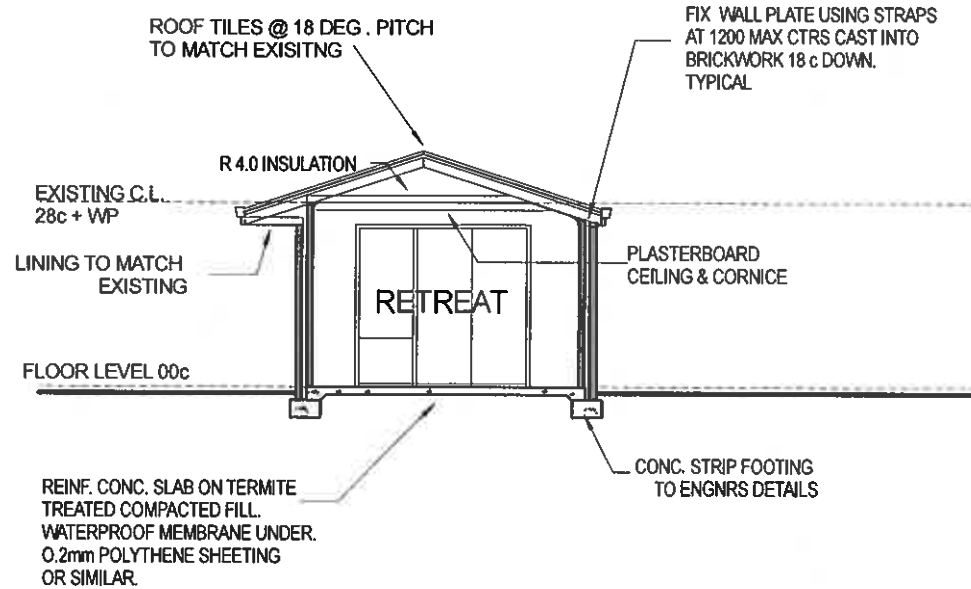 ROOF TILES @ 18 DEG . PITCH
TO MATCH EXISITNG
FIX WALL PLATE USING STRAPS
AT 1200 MAX CTRS CAST INTO
BRICKWORK 18 c DOWN.
TYPICAL
R 4.0 INSULATION
EXISTING C.L.
28c + WP
LINING TO MATCH
EXISTING
PLASTERBOARD
CEILING & CORNICE
RETREAT
FLOOR LEVEL 00c
CONC. STRIP FOOTING
TO ENGNRS DETAILS
REINF. CONC. SLAB ON TERMITE
TREATED COMPACTED FILL.
WATERPROOF MEMBRANE UNDER.
0.2mm POLYTHENE SHEETING
OR SIMILAR.